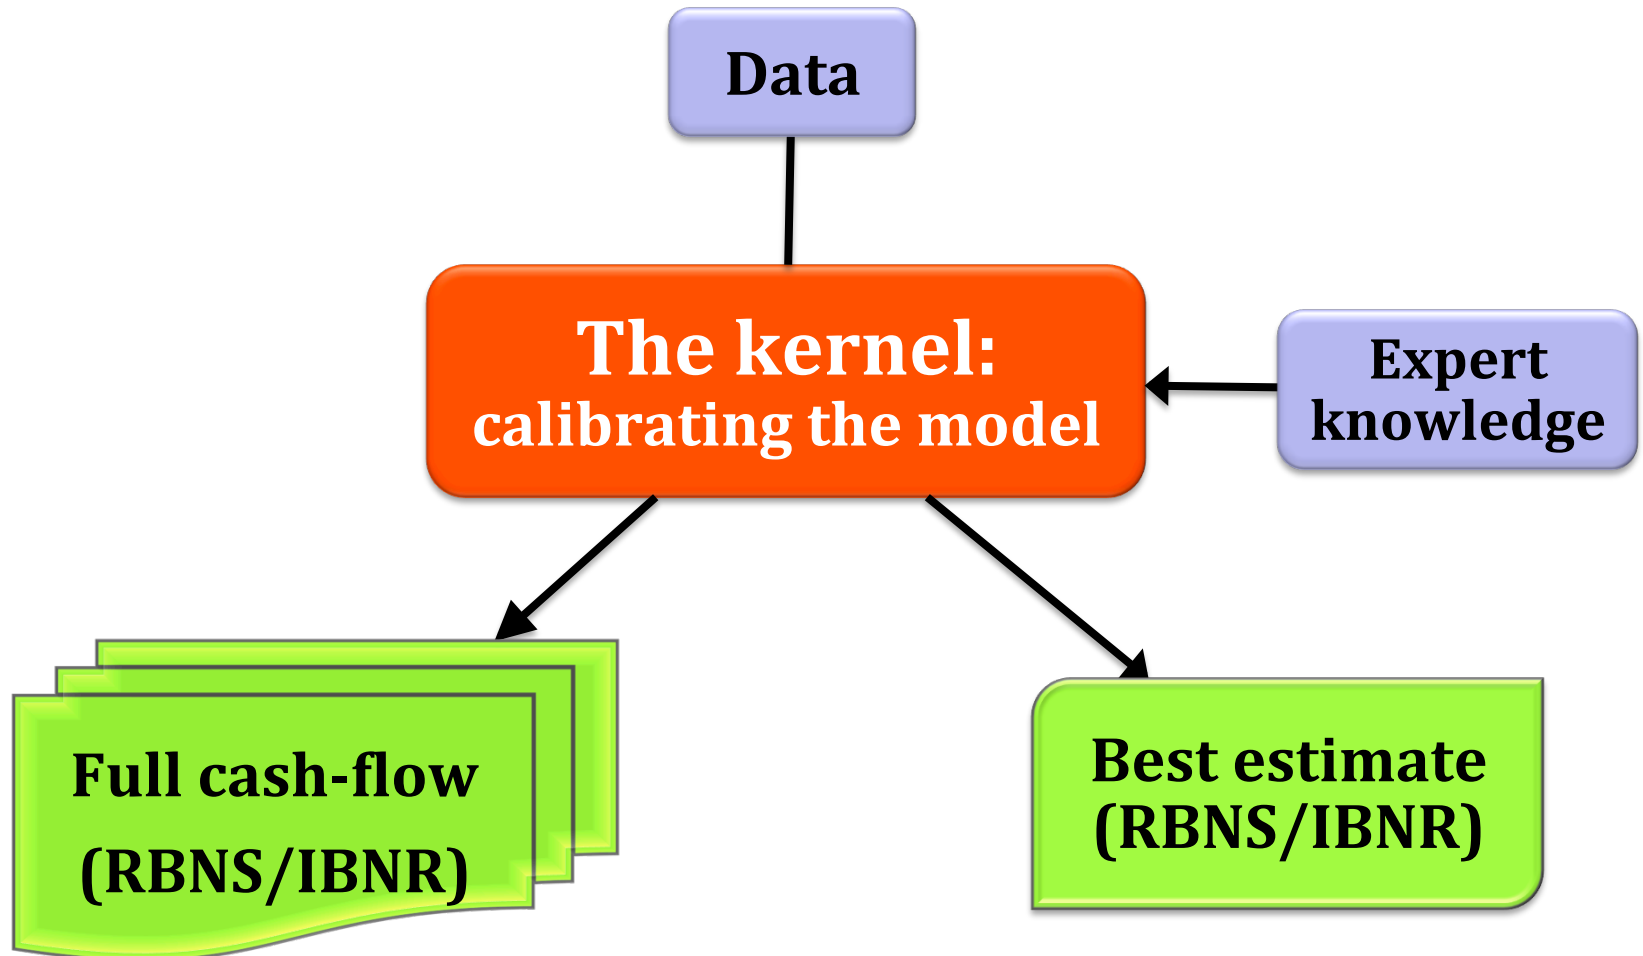 Data
The kernel:
calibrating the model
Expert
knowledge
Full cash-flow
(RBNS/IBNR)
Best estimate
(RBNS/IBNR)